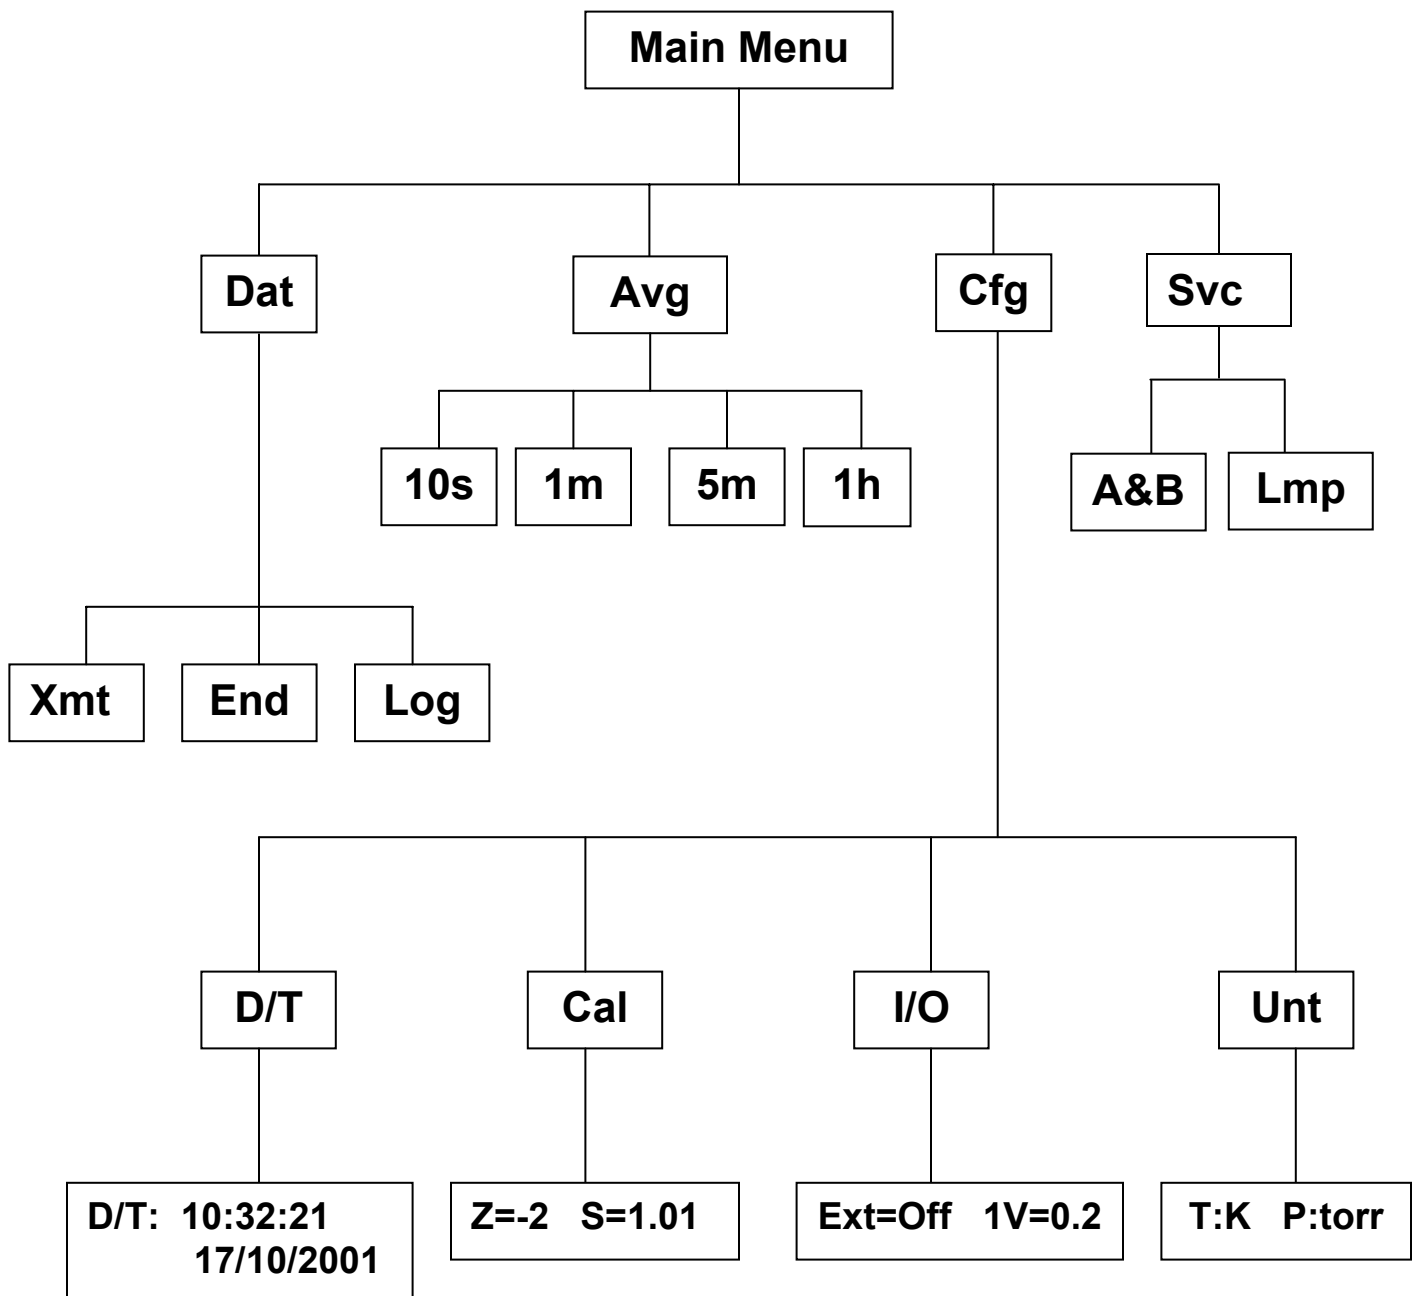 Main Menu
Dat
Avg
Cfg
Svc
10s
1m
5m
1h
A&B
Lmp
Xmt
End
Log
D/T
Cal
I/O
Unt
D/T: 10:32:21
17/10/2001
Z=-2 S=1.01
Ext=Off 1V=0.2
T:K P:torr